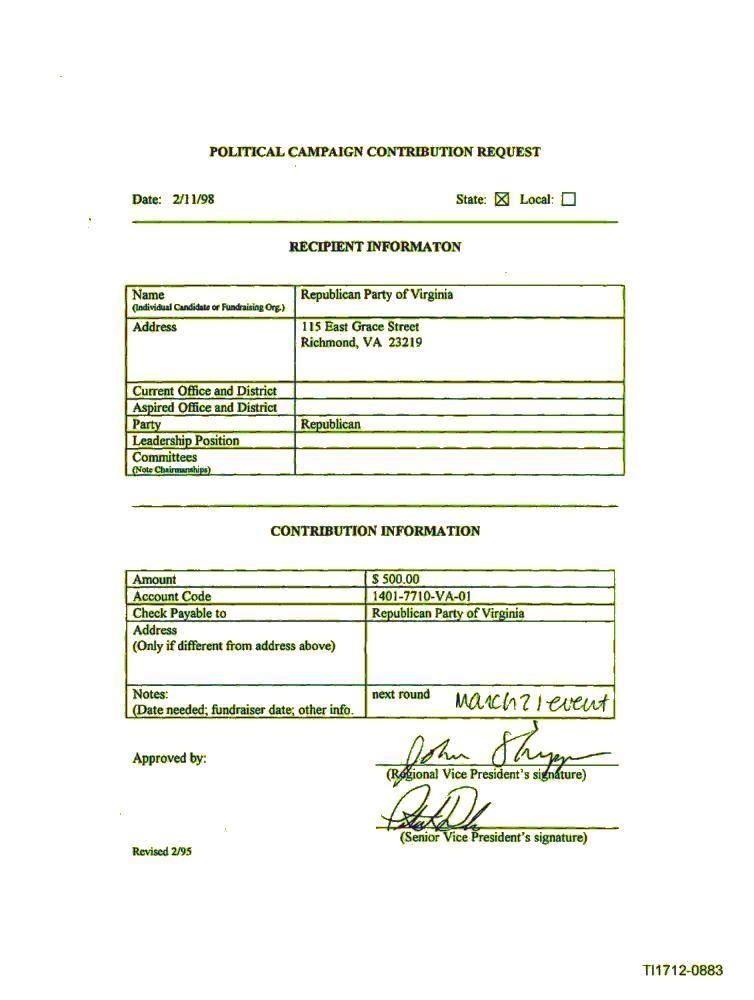 POLITICAL CAMPAIGN CONTRIBUTION REQUEST
Date: 2/11/98 State: ☒ Local: ☐
RECIPIENT INFORMATON
Name Republican Party of Virginia
(Individual Candidate or Fundraising Org.)
Address 115 East Grace Street
Richmond, VA 23219
Current Office and District
Aspired Office and District
Party Republican
Leadership Position
Committees
(Note Chairmanships)
CONTRIBUTION INFORMATION
Amount $ 500.00
Account Code 1401-7710-VA-01
Check Payable to Republican Party of Virginia
Address
(Only if different from address above)
Notes: next round March 21 event
(Date needed; fundraiser date; other info.
Approved by: John
(Regional Vice President's signature)
(Senior Vice President's signature)
Revised 2/95
TI1712-0883